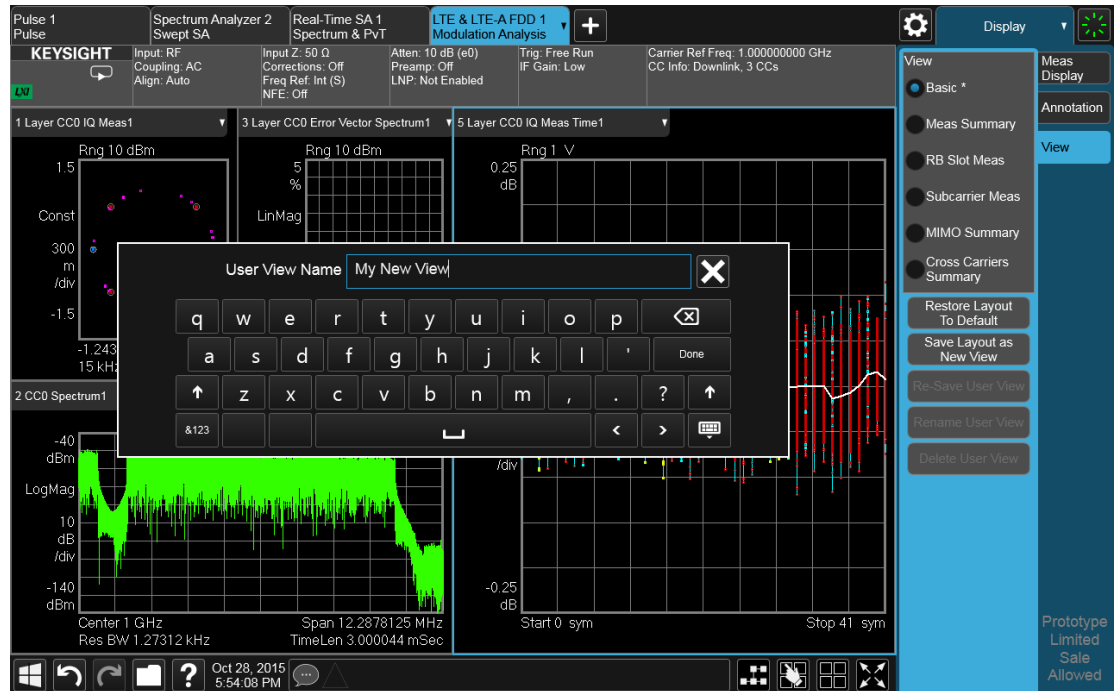 Pulse 1
Pulse
Spectrum Analyzer 2
Swept SA
Real-Time SA 1
Spectrum & PvT
LTE & LTE-A FDD 1
Modulation Analysis
Display
KEYSIGHT
LNI
Input: RF
Coupling: AC
Align: Auto
Input Z: 50 Ω
Corrections: Off
Freq Ref: Int (S)
NFE: Off
Atten: 10 dB (e0)
Preamp: Off
LNP: Not Enabled
Trig: Free Run
IF Gain: Low
Carrier Ref Freq: 1.000000000 GHz
CC Info: Downlink, 3 CCs
1 Layer CC0 IQ Meas1
Rng 10 dBm
1.5
Const
300
m
/div
-1.5
-1.243
15 kHz
3 Layer CC0 Error Vector Spectrum1
Rng 10 dBm
5
%
LinMag
5 Layer CC0 IQ Meas Time1
Rng 1 V
0.25
dB
/div
-0.25
dB
Start 0 sym
Stop 41 sym
User View Name
My New View
q w e r t y u i o p
a s d f g h j k l ' Done
z x c v b n m , . ?
&123
< >
2 CC0 Spectrum1
-40
dBm
LogMag
10
dB
/div
-140
dBm
Center 1 GHz
Span 12.2878125 MHz
Res BW 1.27312 kHz
TimeLen 3.000044 mSec
View
Basic *
Meas Summary
RB Slot Meas
Subcarrier Meas
MIMO Summary
Cross Carriers
Summary
Restore Layout
To Default
Save Layout as
New View
Re-Save User View
Rename User View
Delete User View
Meas
Display
Annotation
View
Prototype
Limited
Sale
Allowed
?
Oct 28, 2015
5:54:08 PM